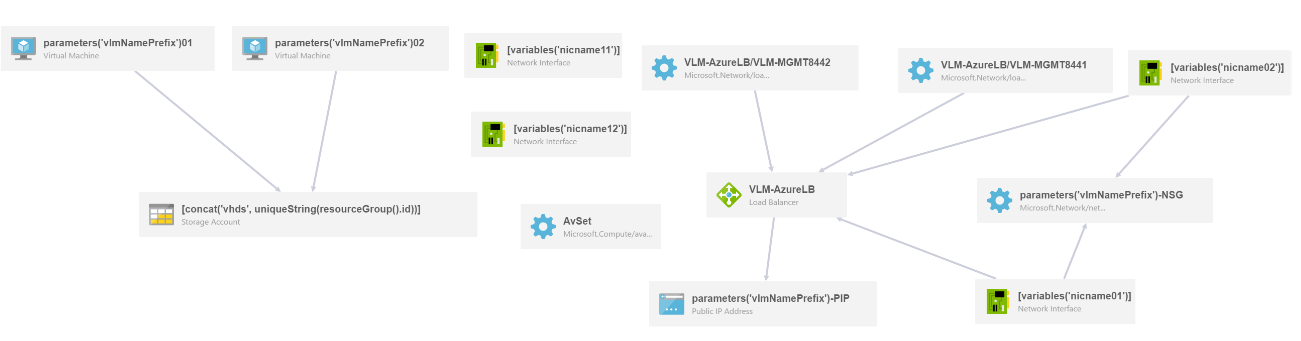 parameters('vlmNamePrefix')01
Virtual Machine
parameters('vlmNamePrefix')02
Virtual Machine
[variables('nicname11')]
Network Interface
VLM-AzureLB/VLM-MGMT8442
Microsoft.Network/loa...
VLM-AzureLB/VLM-MGMT8441
Microsoft.Network/loa...
[variables('nicname02')]
Network Interface
[variables('nicname12')]
Network Interface
[concat('vhds', uniqueString(resourceGroup().id))]
Storage Account
AvSet
Microsoft.Compute/ava...
VLM-AzureLB
Load Balancer
parameters('vlmNamePrefix')-NSG
Microsoft.Network/net...
parameters('vlmNamePrefix')-PIP
Public IP Address
[variables('nicname01')]
Network Interface